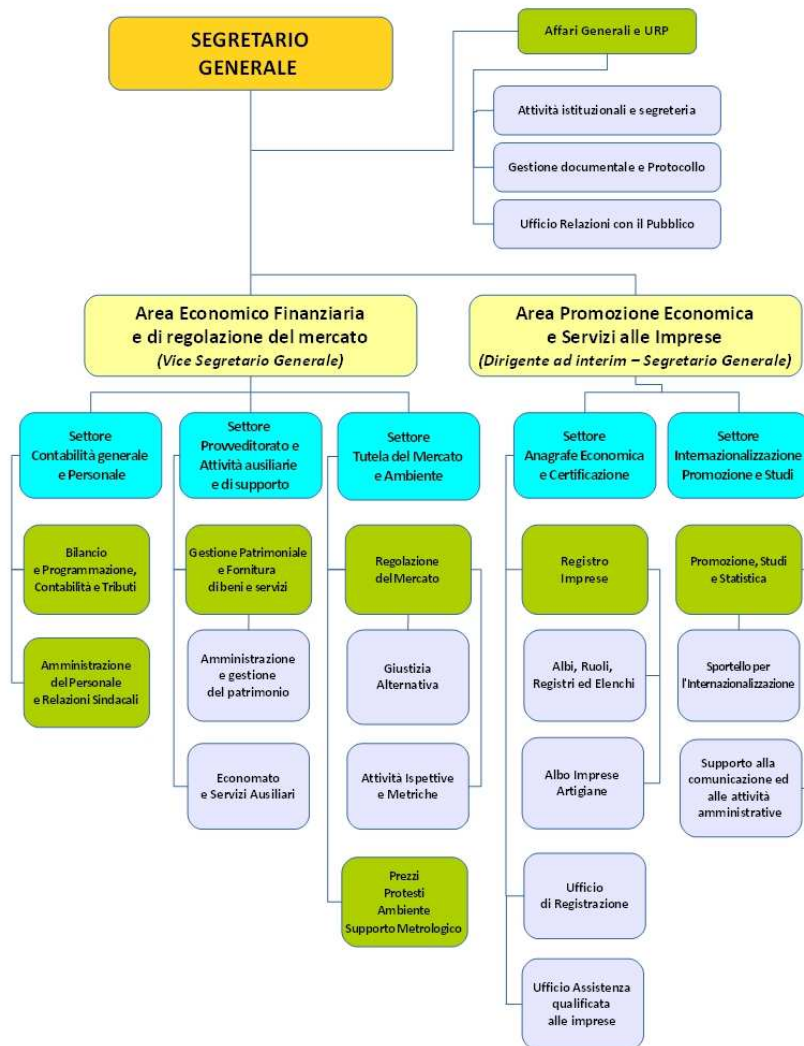 SEGRETARIO
GENERALE
Affari Generali e URP
Attività istituzionali e segreteria
Gestione documentale e Protocollo
Ufficio Relazioni con il Pubblico
Area Economico Finanziaria
e di regolazione del mercato
(Vice Segretario Generale)
Area Promozione Economica
e Servizi alle Imprese
(Dirigente ad interim – Segretario Generale)
Settore
Contabilità generale
e Personale
Settore
Provveditorato e
Attività ausiliarie
e di supporto
Settore
Tutela del Mercato
e Ambiente
Settore
Anagrafe Economica
e Certificazione
Settore
Internazionalizzazione
Promozione e Studi
Bilancio
e Programmazione,
Contabilità e Tributi
Gestione Patrimoniale
e Fornitura
di beni e servizi
Regolazione
del Mercato
Registro
Imprese
Promozione, Studi
e Statistica
Amministrazione
del Personale
e Relazioni Sindacali
Amministrazione
e gestione
del patrimonio
Giustizia
Alternativa
Albi, Ruoli,
Registri ed Elenchi
Sportello per
l'Internazionalizzazione
Economato
e Servizi Ausiliari
Attività Ispettive
e Metriche
Albo Imprese
Artigiane
Supporto alla
comunicazione ed
alle attività
amministrative
Prezzi
Protesti
Ambiente
Supporto Metrologico
Ufficio
di Registrazione
Ufficio Assistenza
qualificata
alle imprese